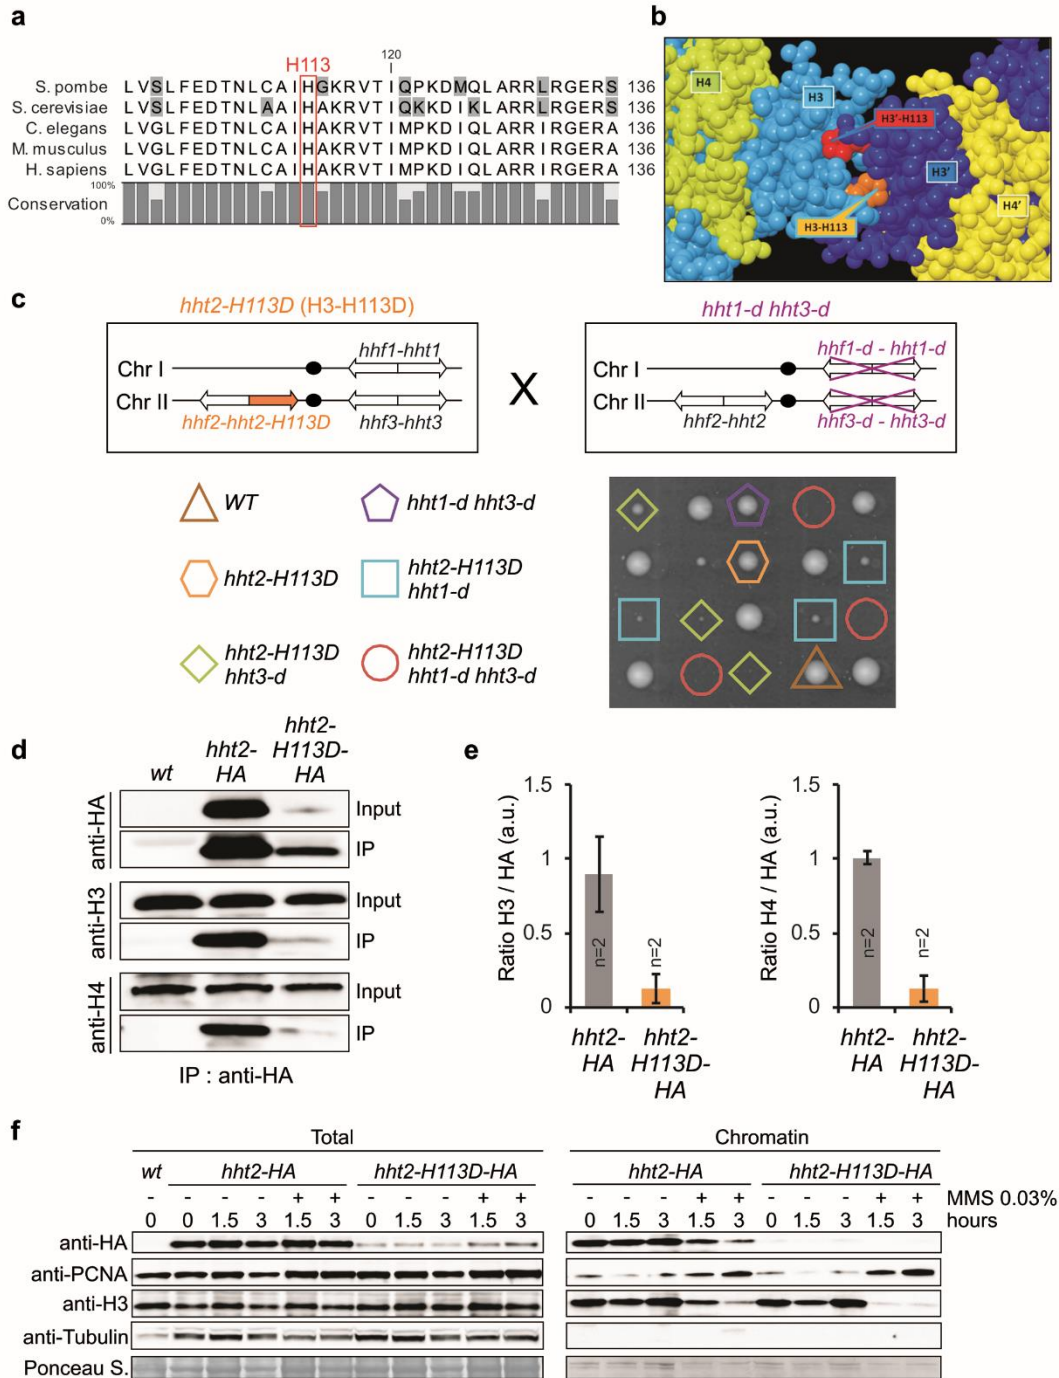 a
H113
120
S. pombe LVSLFEDTNLCAIHGKRVTIQPKDMQLARRLRGERS 136
S. cerevisiae LVSLFEDTNLAAIHAKRVTIQKKDIKLARRLRGERS 136
C. elegans LVGLFEDTNLCAIHAKRVTIMPKDIQLARRIRGERA 136
M. musculus LVGLFEDTNLCAIHAKRVTIMPKDIQLARRIRGERA 136
H. sapiens LVGLFEDTNLCAIHAKRVTIMPKDIQLARRIRGERA 136
100%
Conservation
0%
b
H4
H3
H3'-H113
H3'
H4'
H3-H113
c
hht2-H113D (H3-H113D)
hhf1-hht1
Chr I
Chr II
hhf2-hht2-H113D
hhf3-hht3
X
hht1-d hht3-d
hhf1-d - hht1-d
Chr I
Chr II
hhf2-hht2
hhf3-d - hht3-d
WT
hht1-d hht3-d
hht2-H113D
hht2-H113D
hht1-d
hht2-H113D
hht3-d
hht2-H113D
hht1-d hht3-d
d
wt
hht2-
HA
hht2-
H113D-
HA
anti-HA
Input
IP
anti-H3
Input
IP
anti-H4
Input
IP
IP : anti-HA
e
Ratio H3 / HA (a.u.)
1.5
1
0.5
0
n=2
n=2
hht2-
HA
hht2-
H113D-
HA
Ratio H4 / HA (a.u.)
1.5
1
0.5
0
n=2
n=2
hht2-
HA
hht2-
H113D-
HA
f
Total
wt hht2-HA hht2-H113D-HA
- - - - + + - - - + +
0 0 1.5 3 1.5 3 0 1.5 3 1.5 3
Chromatin
hht2-HA hht2-H113D-HA
- - - + + - - - + + MMS 0.03%
0 1.5 3 1.5 3 0 1.5 3 1.5 3 hours
anti-HA
anti-PCNA
anti-H3
anti-Tubulin
Ponceau S.